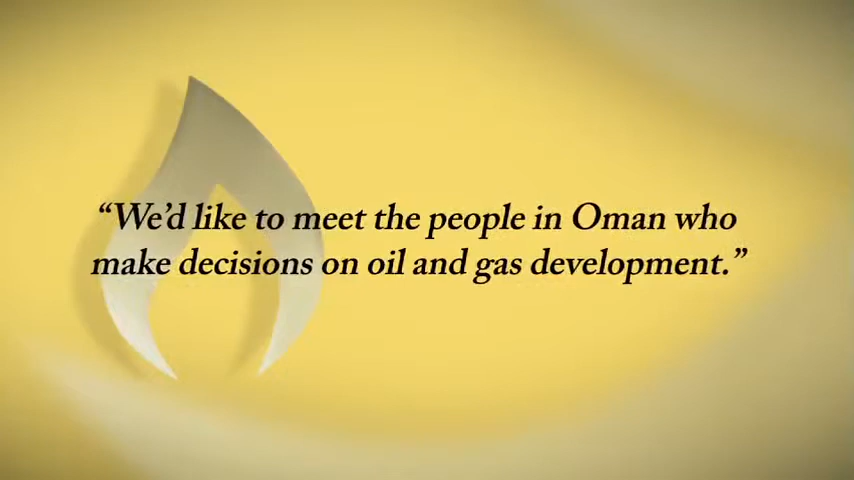 “We’d like to meet the people in Oman who
make decisions on oil and gas development.”